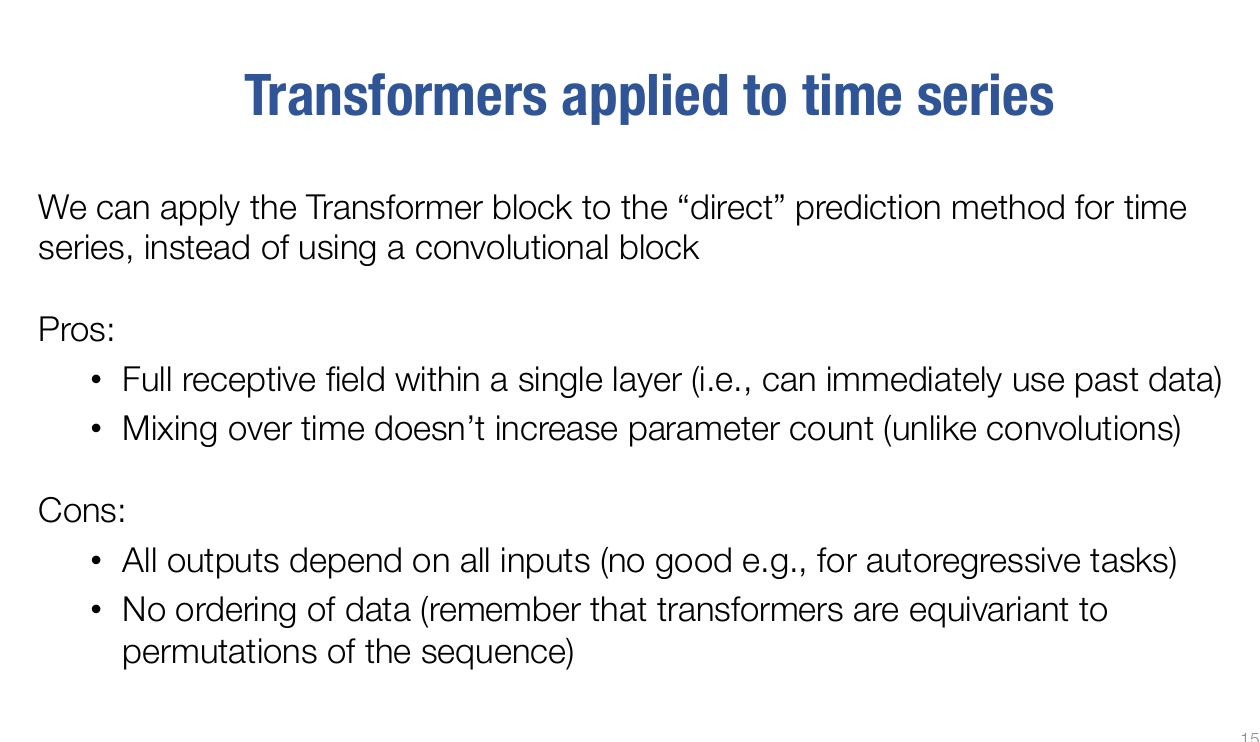 Transformers applied to time series
We can apply the Transformer block to the “direct” prediction method for time
series, instead of using a convolutional block
Pros:
• Full receptive field within a single layer (i.e., can immediately use past data)
• Mixing over time doesn’t increase parameter count (unlike convolutions)
Cons:
• All outputs depend on all inputs (no good e.g., for autoregressive tasks)
• No ordering of data (remember that transformers are equivariant to
permutations of the sequence)
15